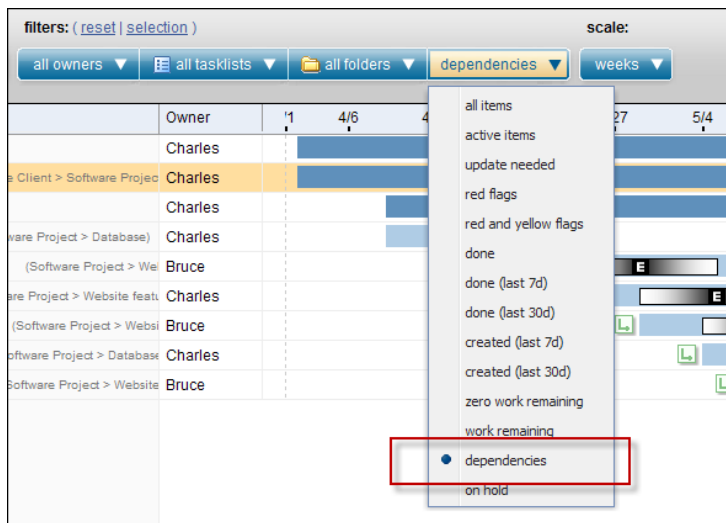 filters: ( reset | selection )
scale:
all owners
all tasklists
all folders
dependencies
weeks
Owner
'1
4/6
4
27
5/4
all items
active items
update needed
red flags
red and yellow flags
done
done (last 7d)
done (last 30d)
created (last 7d)
created (last 30d)
zero work remaining
work remaining
dependencies
on hold
Charles
e Client > Software Projec Charles
Charles
ware Project > Database) Charles
(Software Project > We Bruce
E
are Project > Website featu Charles
E
(Software Project > Websi Bruce
oftware Project > Database Charles
Software Project > Website Bruce